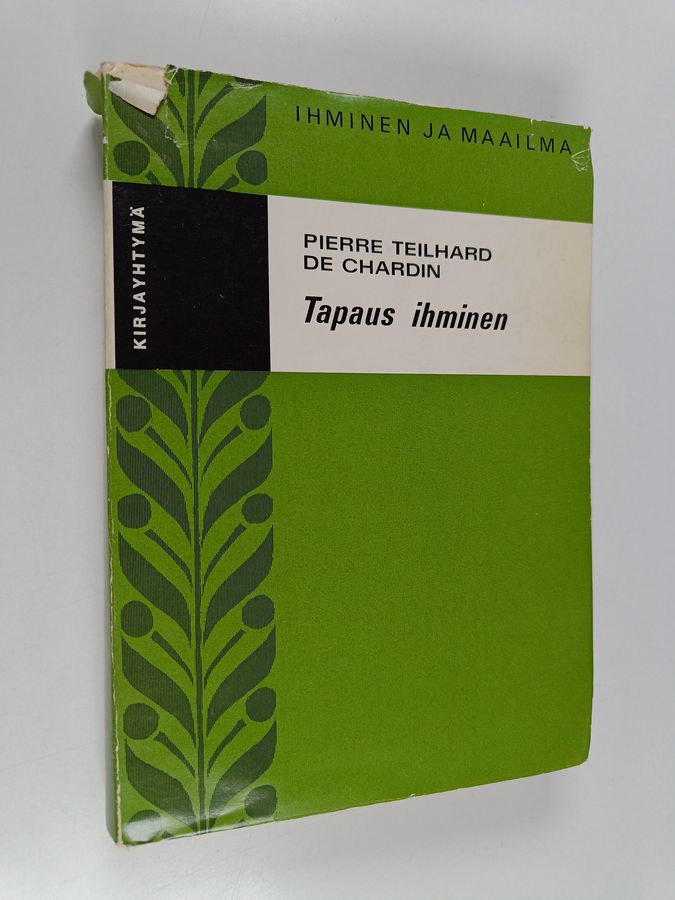 IHMINEN JA MAAILMA
KIRJAYHTYMÄ
PIERRE TEILHARD
DE CHARDIN
Tapaus ihminen